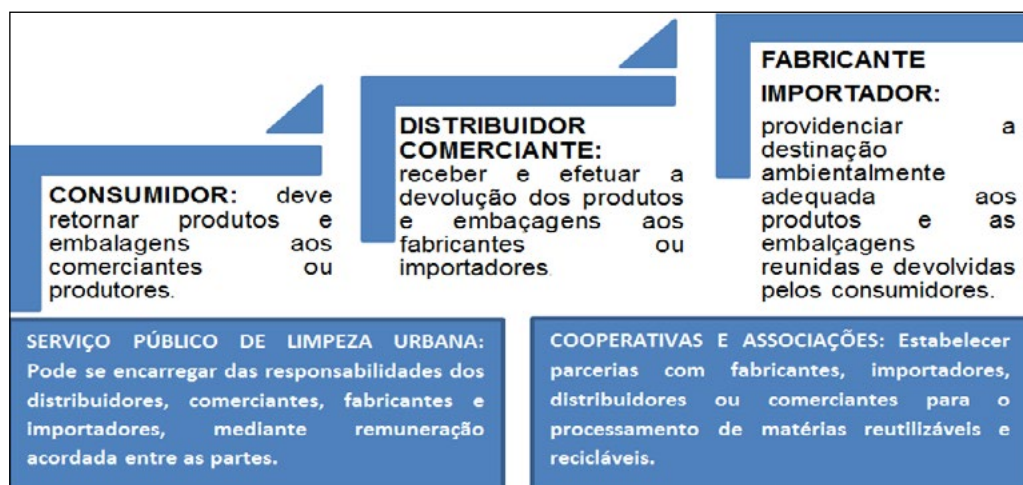 CONSUMIDOR: deve
retornar produtos e
embalagens aos
comerciantes ou
produtores.
DISTRIBUIDOR
COMERCIANTE:
receber e efetuar a
devolução dos produtos
e embaçagens aos
fabricantes ou
importadores.
FABRICANTE
IMPORTADOR:
providenciar a
destinação
ambientalmente
adequada aos
produtos e as
embalçagens
reunidas e devolvidas
pelos consumidores.
SERVIÇO PÚBLICO DE LIMPEZA URBANA:
Pode se encarregar das responsabilidades dos
distribuidores, comerciantes, fabricantes e
importadores, mediante remuneração
acordada entre as partes.
COOPERATIVAS E ASSOCIAÇÕES: Estabelecer
parcerias com fabricantes, importadores,
distribuidores ou comerciantes para o
processamento de matérias reutilizáveis e
recicláveis.